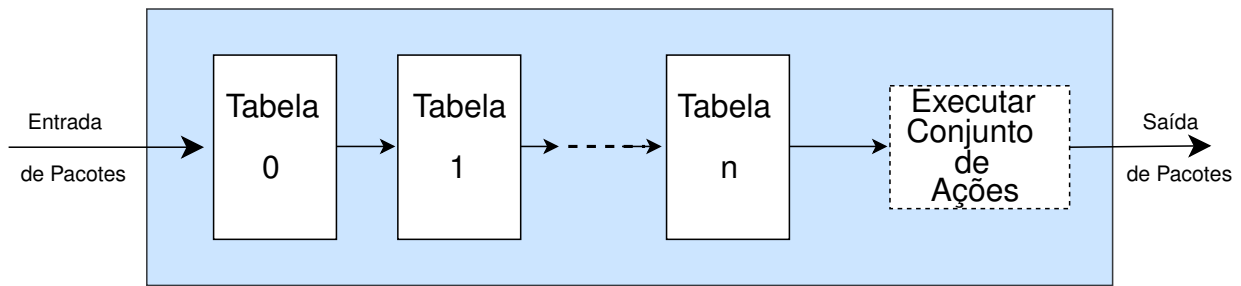 Entrada
de Pacotes
Tabela
0
Tabela
1
Tabela
n
Executar
Conjunto
de
Ações
Saída
de Pacotes